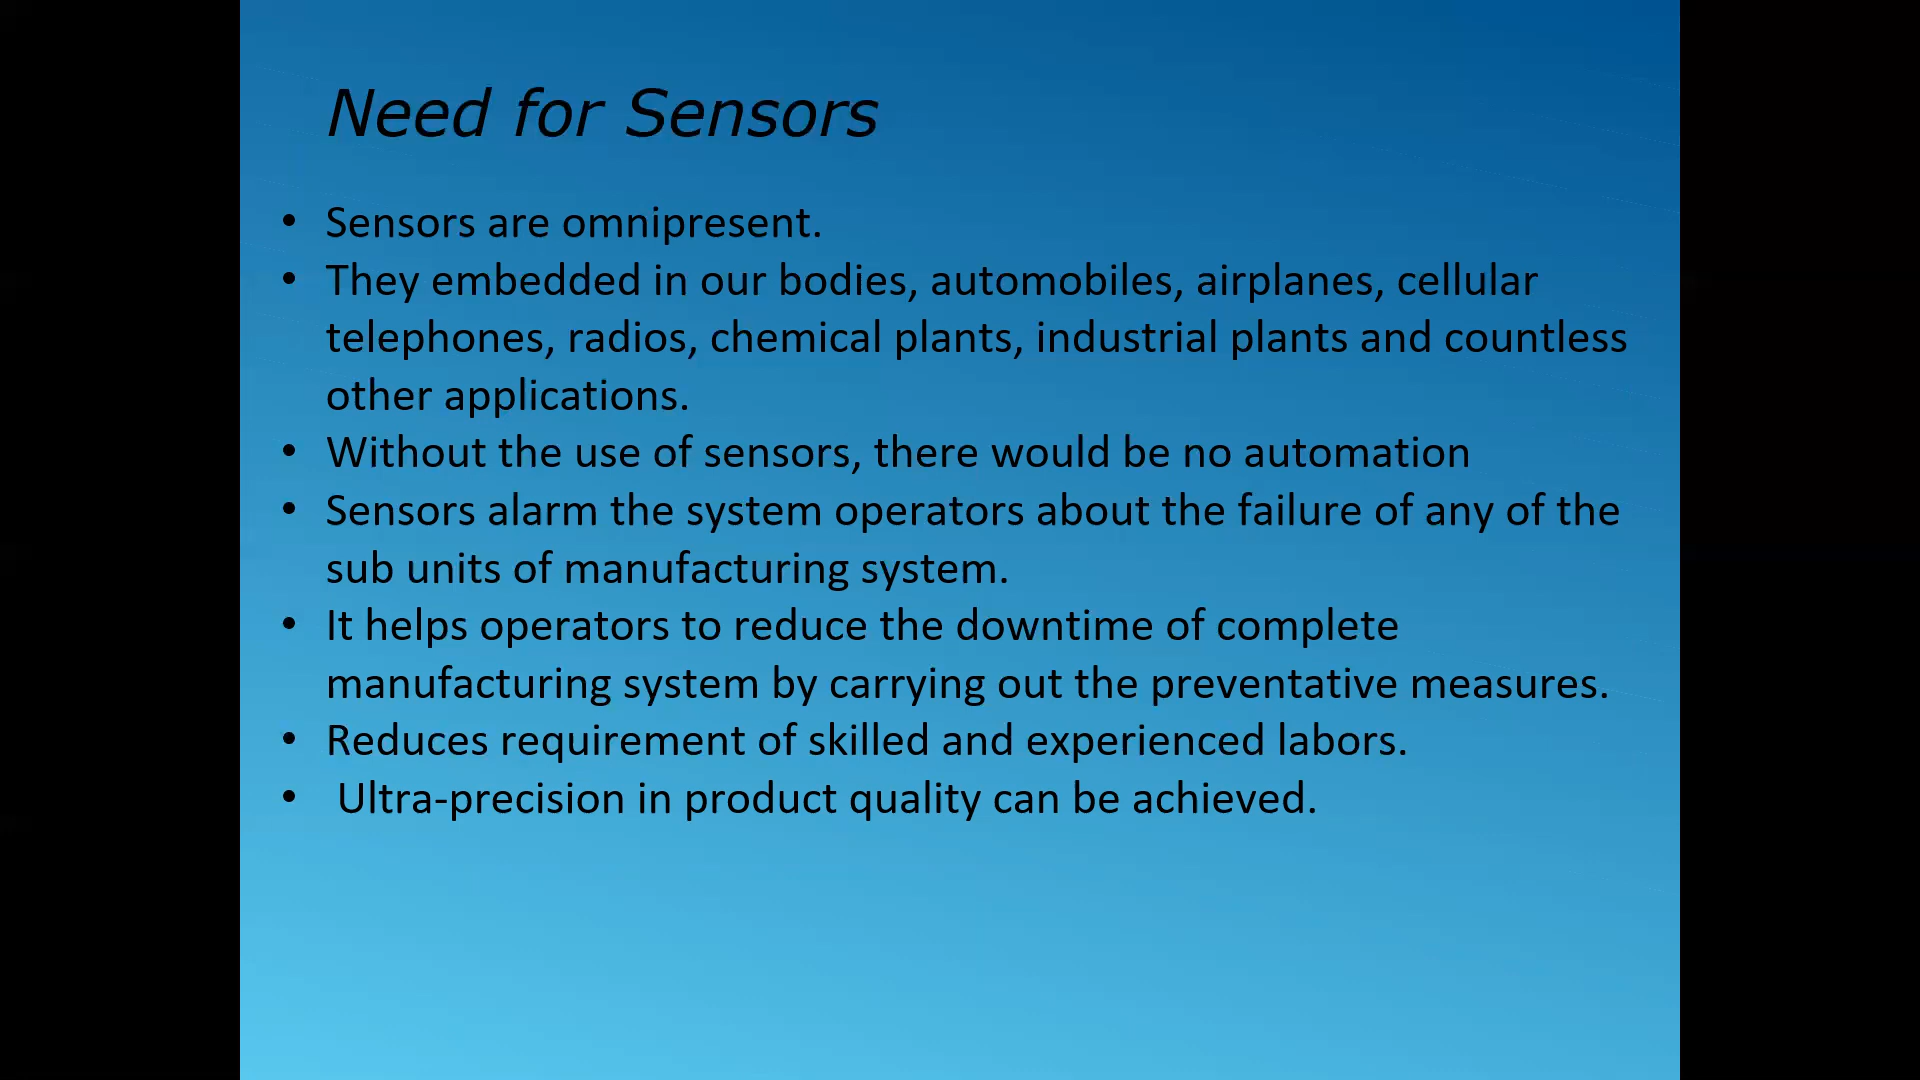 Need for Sensors
• Sensors are omnipresent.
• They embedded in our bodies, automobiles, airplanes, cellular
telephones, radios, chemical plants, industrial plants and countless
other applications.
• Without the use of sensors, there would be no automation
• Sensors alarm the system operators about the failure of any of the
sub units of manufacturing system.
• It helps operators to reduce the downtime of complete
manufacturing system by carrying out the preventative measures.
• Reduces requirement of skilled and experienced labors.
• Ultra-precision in product quality can be achieved.